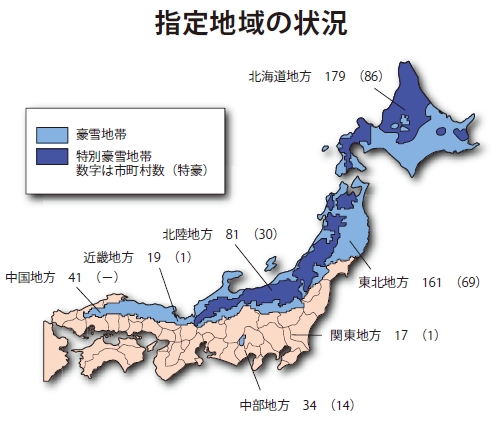 指定地域の状況
北海道地方 179 （86）
豪雪地帯
特別豪雪地帯
数字は市町村数（特豪）
北陸地方 81 （30）
近畿地方 19 （1）
中国地方 41 （－）
東北地方 161 （69）
関東地方 17 （1）
中部地方 34 （14）